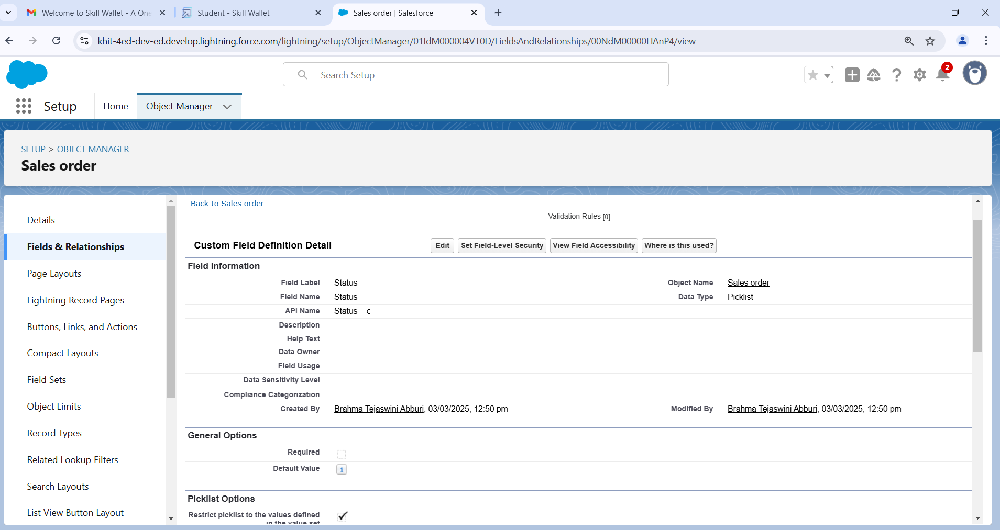 Welcome to Skill Wallet - A One
Student - Skill Wallet
Sales order | Salesforce
khit-4ed-dev-ed.develop.lightning.force.com/lightning/setup/ObjectManager/01IdM000004VT0D/FieldsAndRelationships/00NdM00000HAnP4/view
Search Setup
2
Setup
Home
Object Manager
SETUP > OBJECT MANAGER
Sales order
Details
Fields & Relationships
Page Layouts
Lightning Record Pages
Buttons, Links, and Actions
Compact Layouts
Field Sets
Object Limits
Record Types
Related Lookup Filters
Search Layouts
List View Button Layout
Back to Sales order
Validation Rules [0]
Custom Field Definition Detail
Edit
Set Field-Level Security
View Field Accessibility
Where is this used?
Field Information
Field Label Status Object Name Sales order
Field Name Status Data Type Picklist
API Name Status__c
Description
Help Text
Data Owner
Field Usage
Data Sensitivity Level
Compliance Categorization
Created By Brahma Tejaswini Abburi, 03/03/2025, 12:50 pm Modified By Brahma Tejaswini Abburi, 03/03/2025, 12:50 pm
General Options
Required
Default Value
Picklist Options
Restrict picklist to the values defined
in the value set